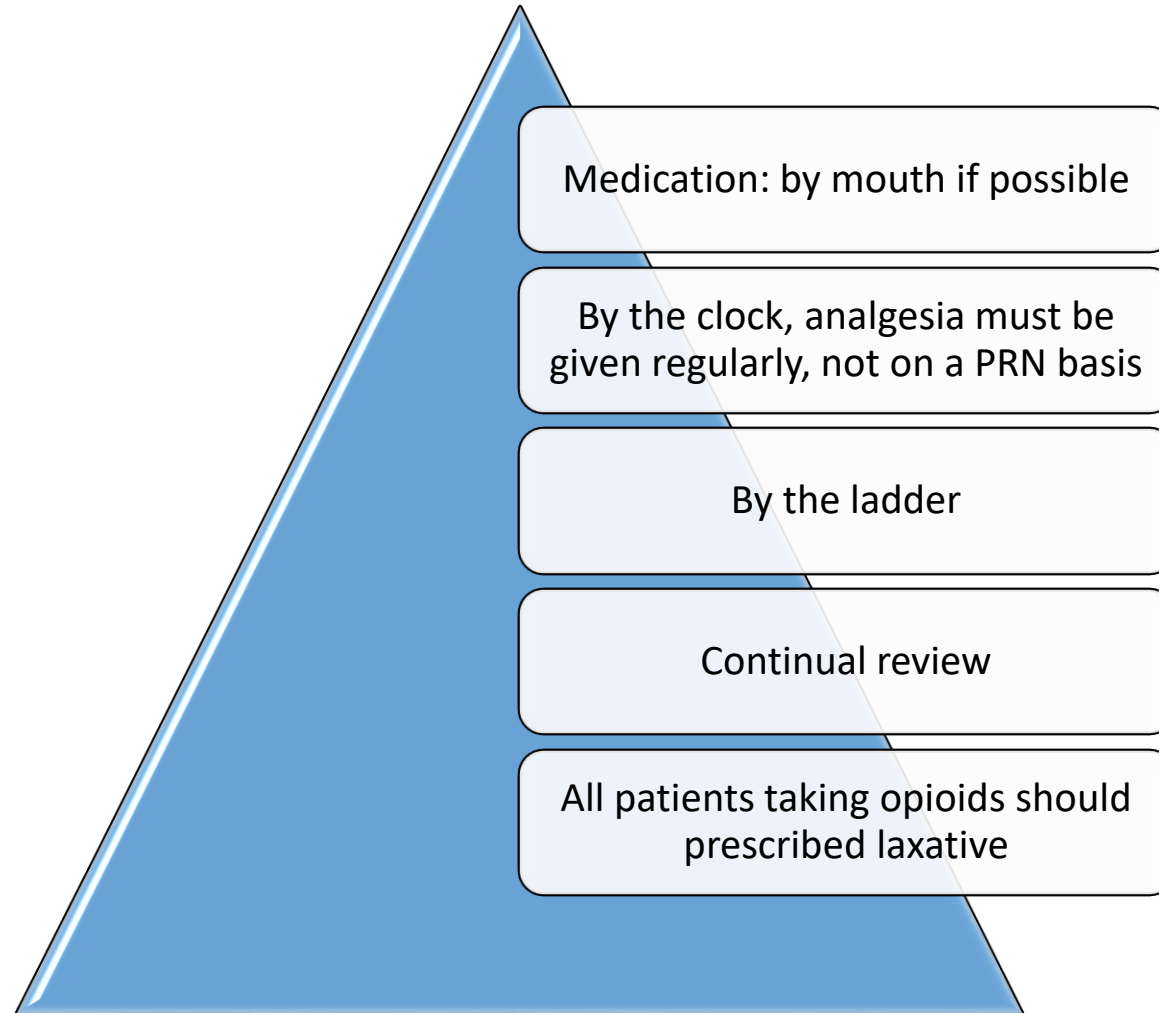 Medication: by mouth if possible
By the clock, analgesia must be
given regularly, not on a PRN basis
By the ladder
Continual review
All patients taking opioids should
prescribed laxative